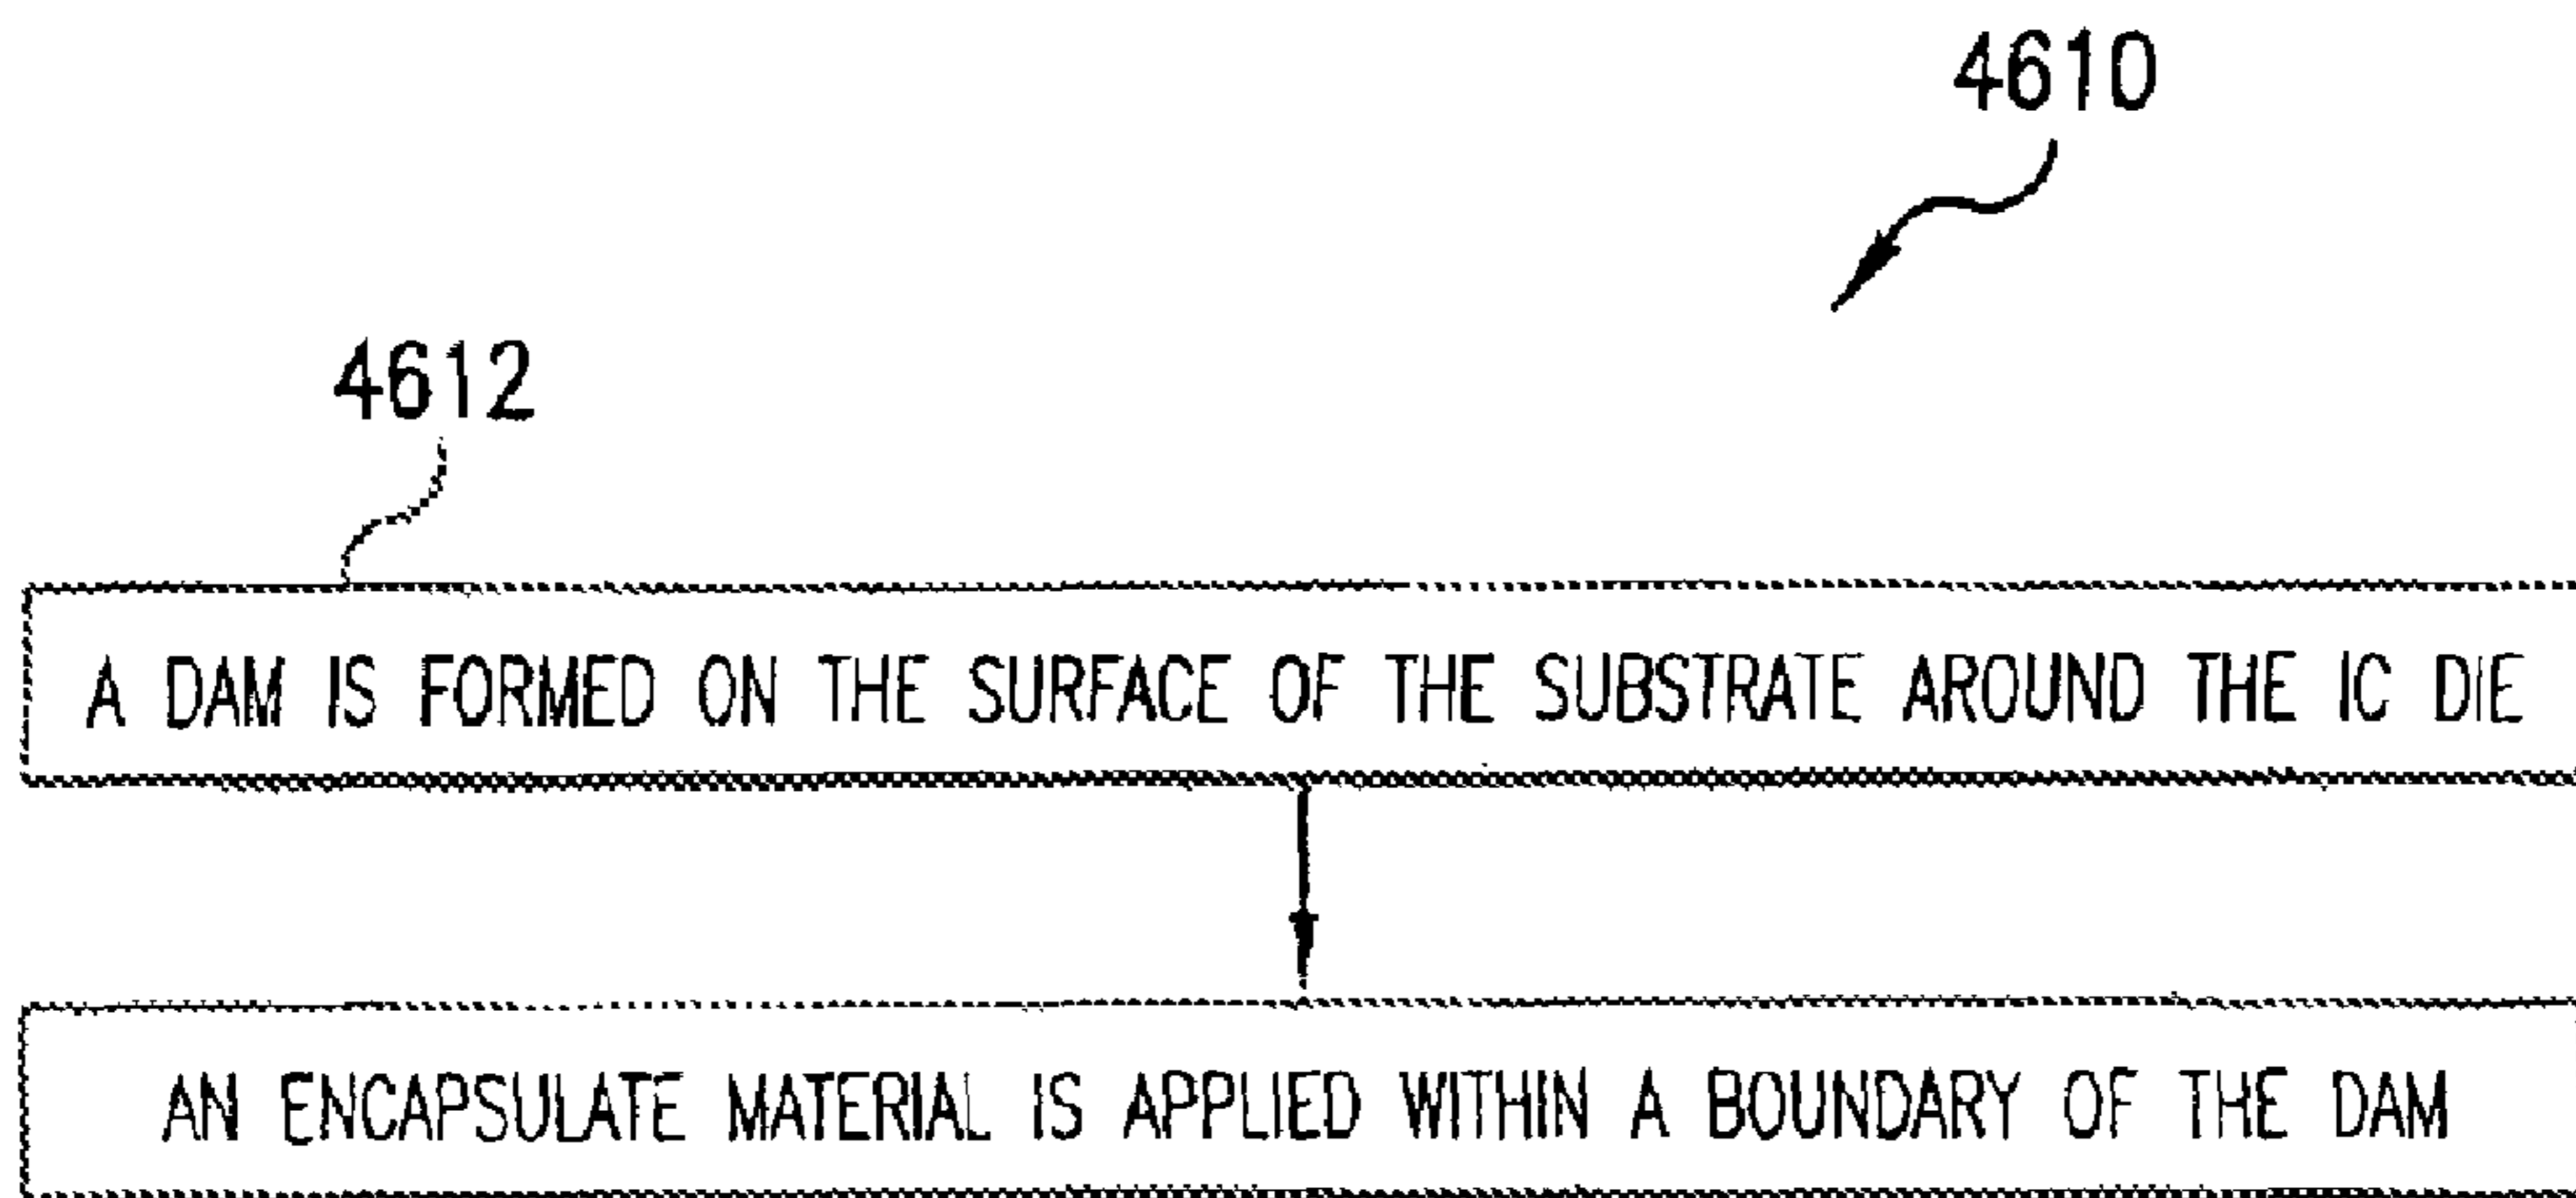 4610
4612
A DAM IS FORMED ON THE SURFACE OF THE SUBSTRATE AROUND THE IC DIE
AN ENCAPSULATE MATERIAL IS APPLIED WITHIN A BOUNDARY OF THE DAM